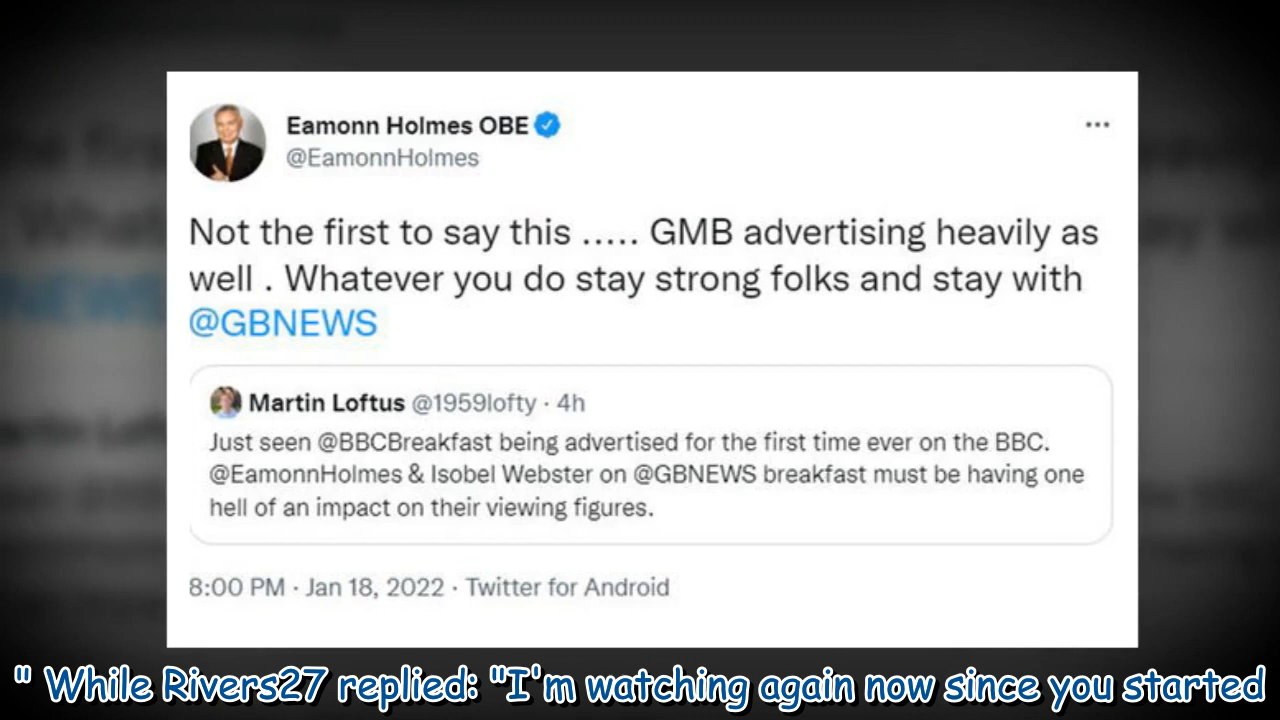 Eamonn Holmes OBE
@EamonnHolmes
Not the first to say this ..... GMB advertising heavily as
well . Whatever you do stay strong folks and stay with
@GBNEWS
Martin Loftus @1959lofty · 4h
Just seen @BBCBreakfast being advertised for the first time ever on the BBC.
@EamonnHolmes & Isobel Webster on @GBNEWS breakfast must be having one
hell of an impact on their viewing figures.
8:00 PM · Jan 18, 2022 · Twitter for Android
" While Rivers27 replied: "I'm watching again now since you started